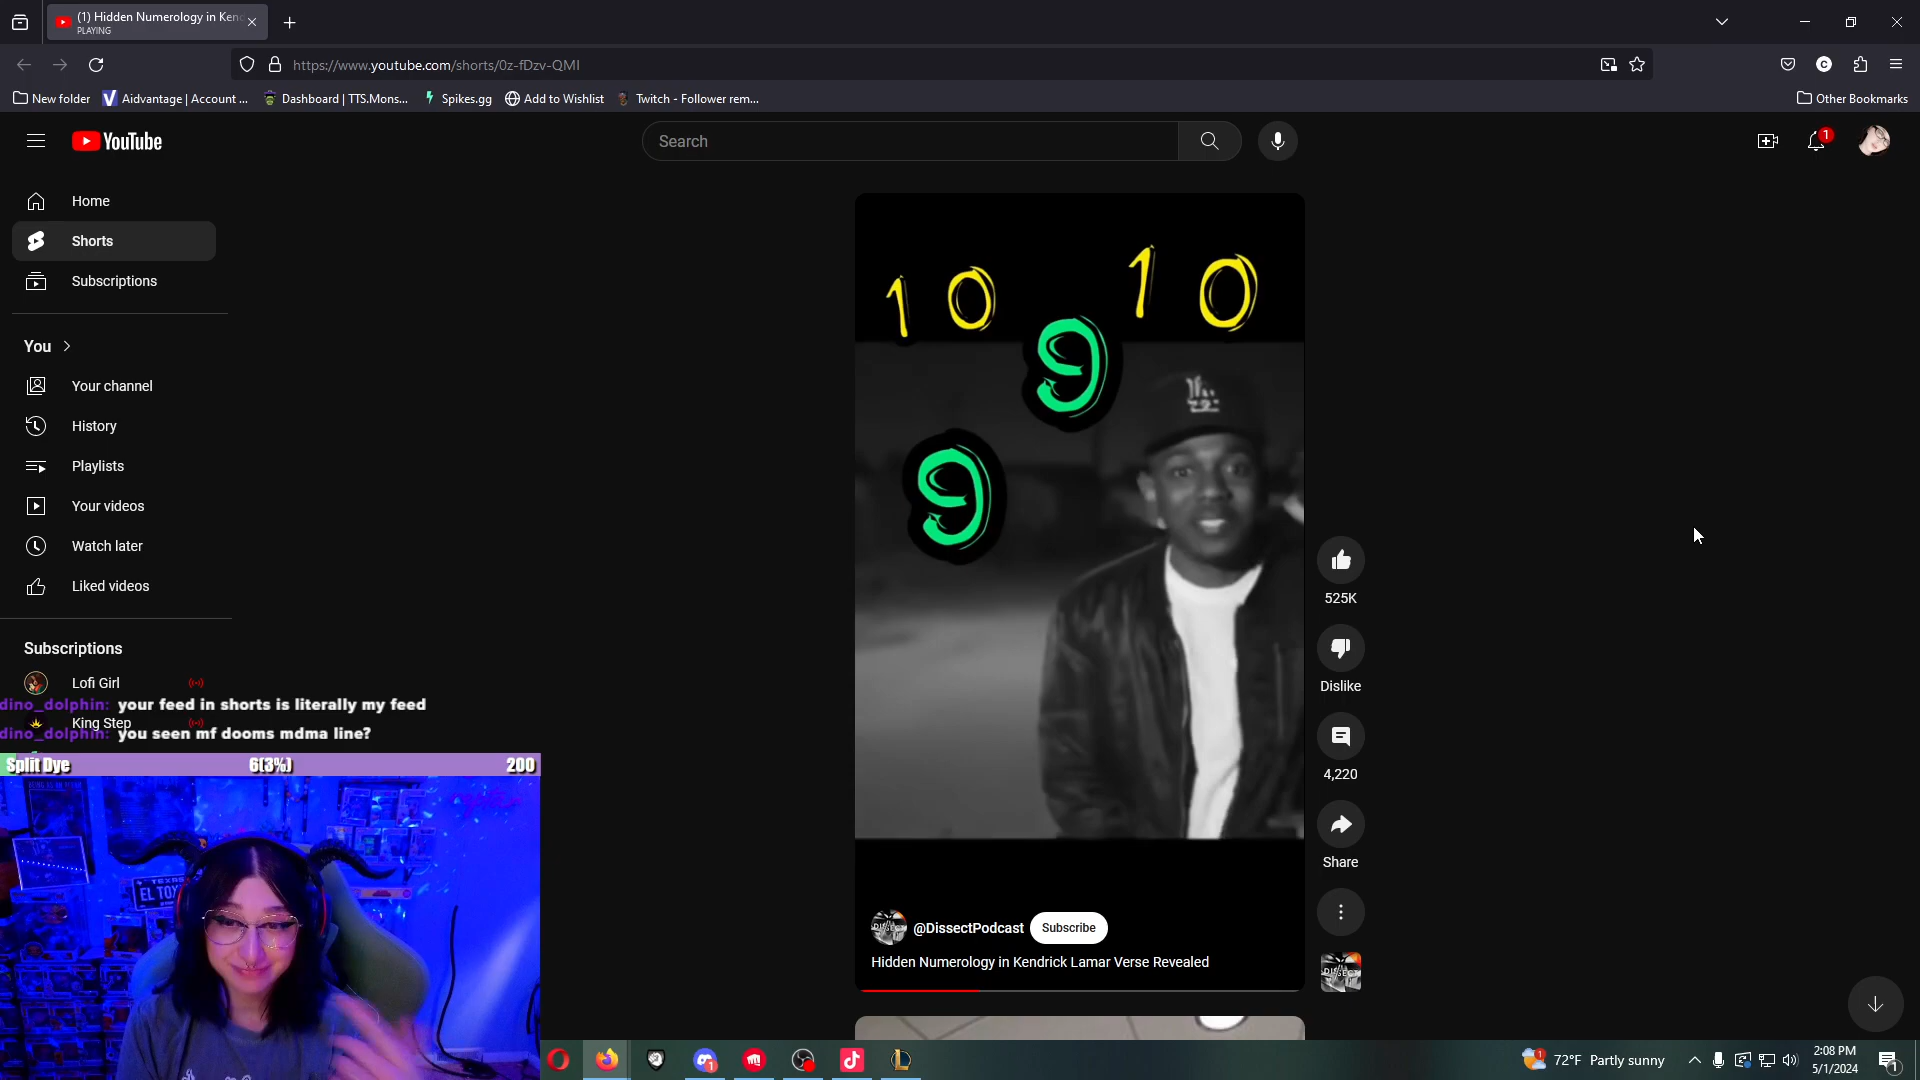 (1) Hidden Numerology in Kend
PLAYING
https://www.youtube.com/shorts/0z-fDzv-QMI
New folder
Aidvantage | Account ...
Dashboard | TTS.Mons...
Spikes.gg
Add to Wishlist
Twitch - Follower rem...
Other Bookmarks
YouTube
Search
1
Home
Shorts
Subscriptions
You
Your channel
History
Playlists
Your videos
Watch later
Liked videos
Subscriptions
Lofi Girl
King Step
dino_dolphin: your feed in shorts is literally my feed
dino_dolphin: you seen mf dooms mdma line?
Split Dye 6(3%) 200
TEXAS
10 10
9
9
LA
525K
Dislike
4,220
Share
@DissectPodcast
Subscribe
Hidden Numerology in Kendrick Lamar Verse Revealed
72°F Partly sunny
2:08 PM
5/1/2024